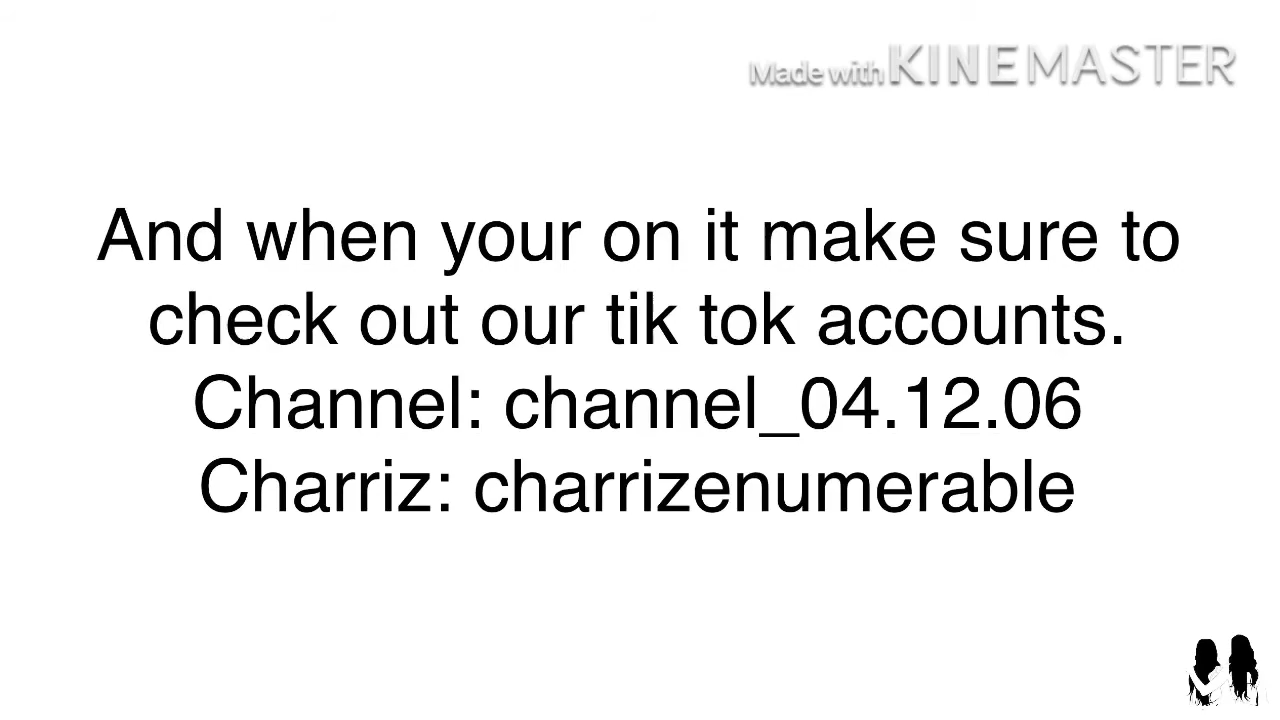 Made with KINEMASTER
And when your on it make sure to
check out our tik tok accounts.
Channel: channel_04.12.06
Charriz: charrizenumerable